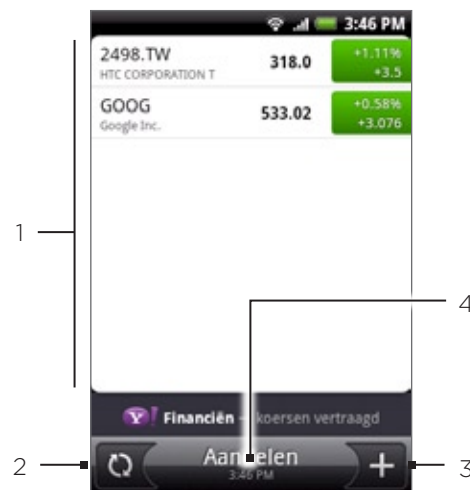 3:46 PM
2498.TW
HTC CORPORATION T
318.0
+1.11%
+3.5
GOOG
Google Inc.
533.02
+0.58%
+3.076
1
4
Y! Financiën - koersen vertraagd
2
Aandelen
3:46 PM
3